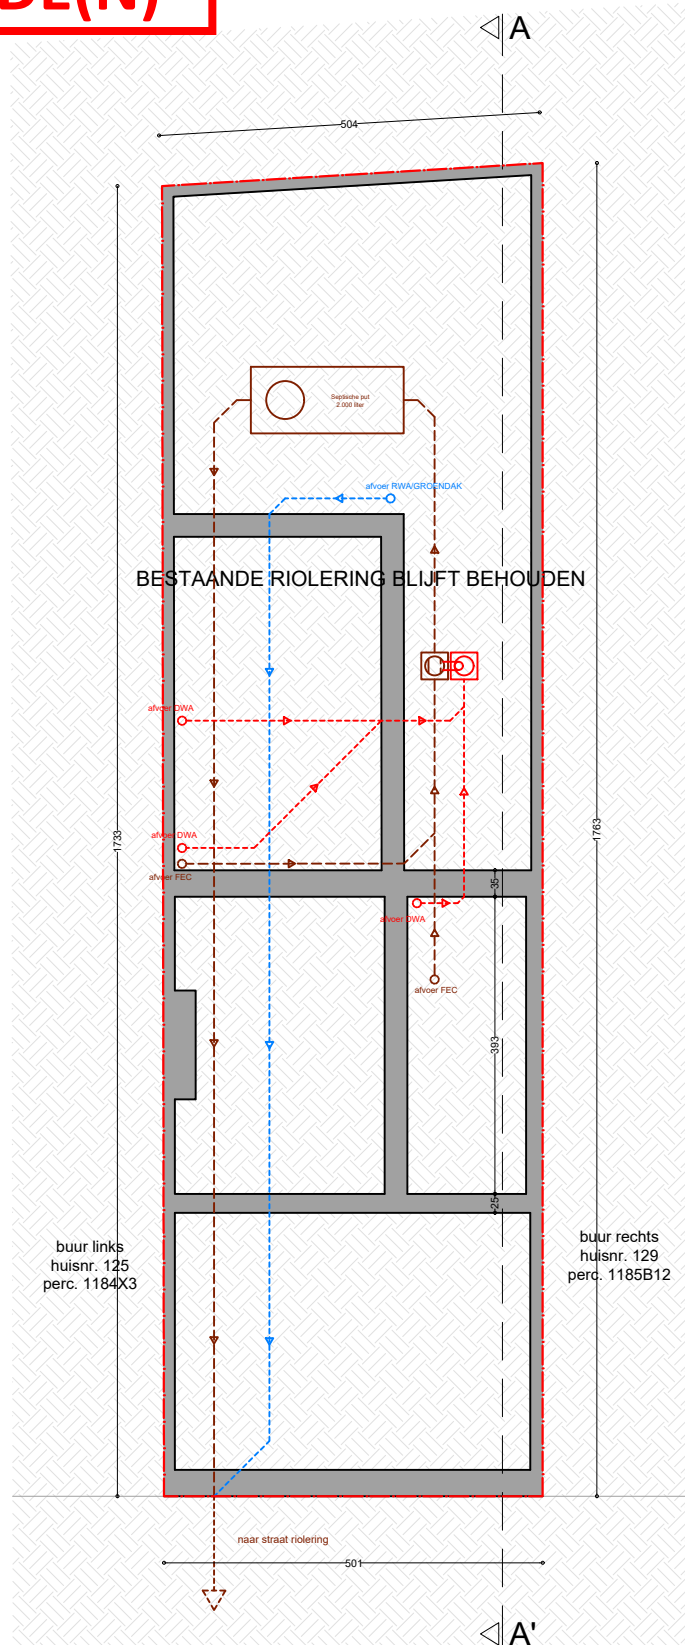 DE(N)
A
504
Septische put
2.000 liter
afvoer RWA/GROENDAK
BESTAANDE RIOLERING BLIJFT BEHOUDEN
afvoer DWA
1733
1763
afvoer DWA
afvoer FEC
35
afvoer DWA
afvoer FEC
393
25
buur links
huisnr. 125
perc. 1184X3
buur rechts
huisnr. 129
perc. 1185B12
naar straat riolering
501
A'